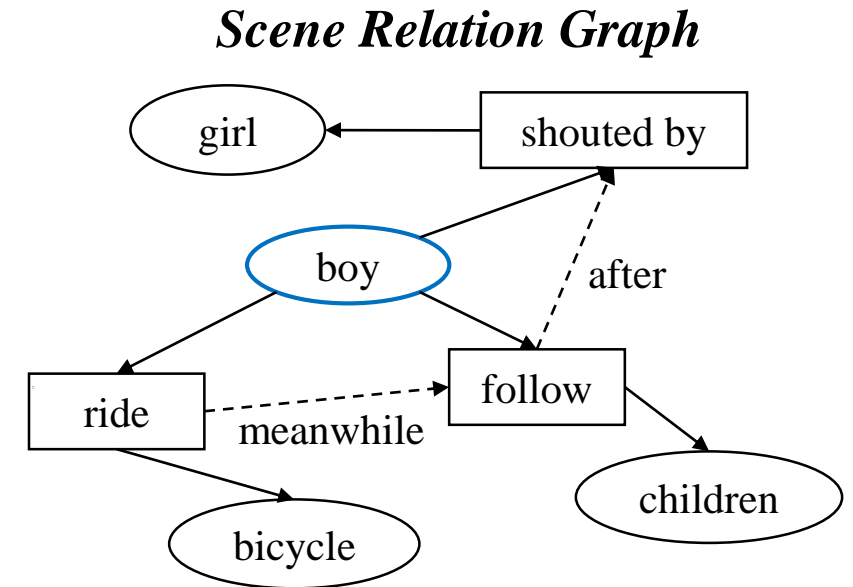 Scene Relation Graph
girl
shouted by
boy
after
ride
meanwhile
follow
children
bicycle